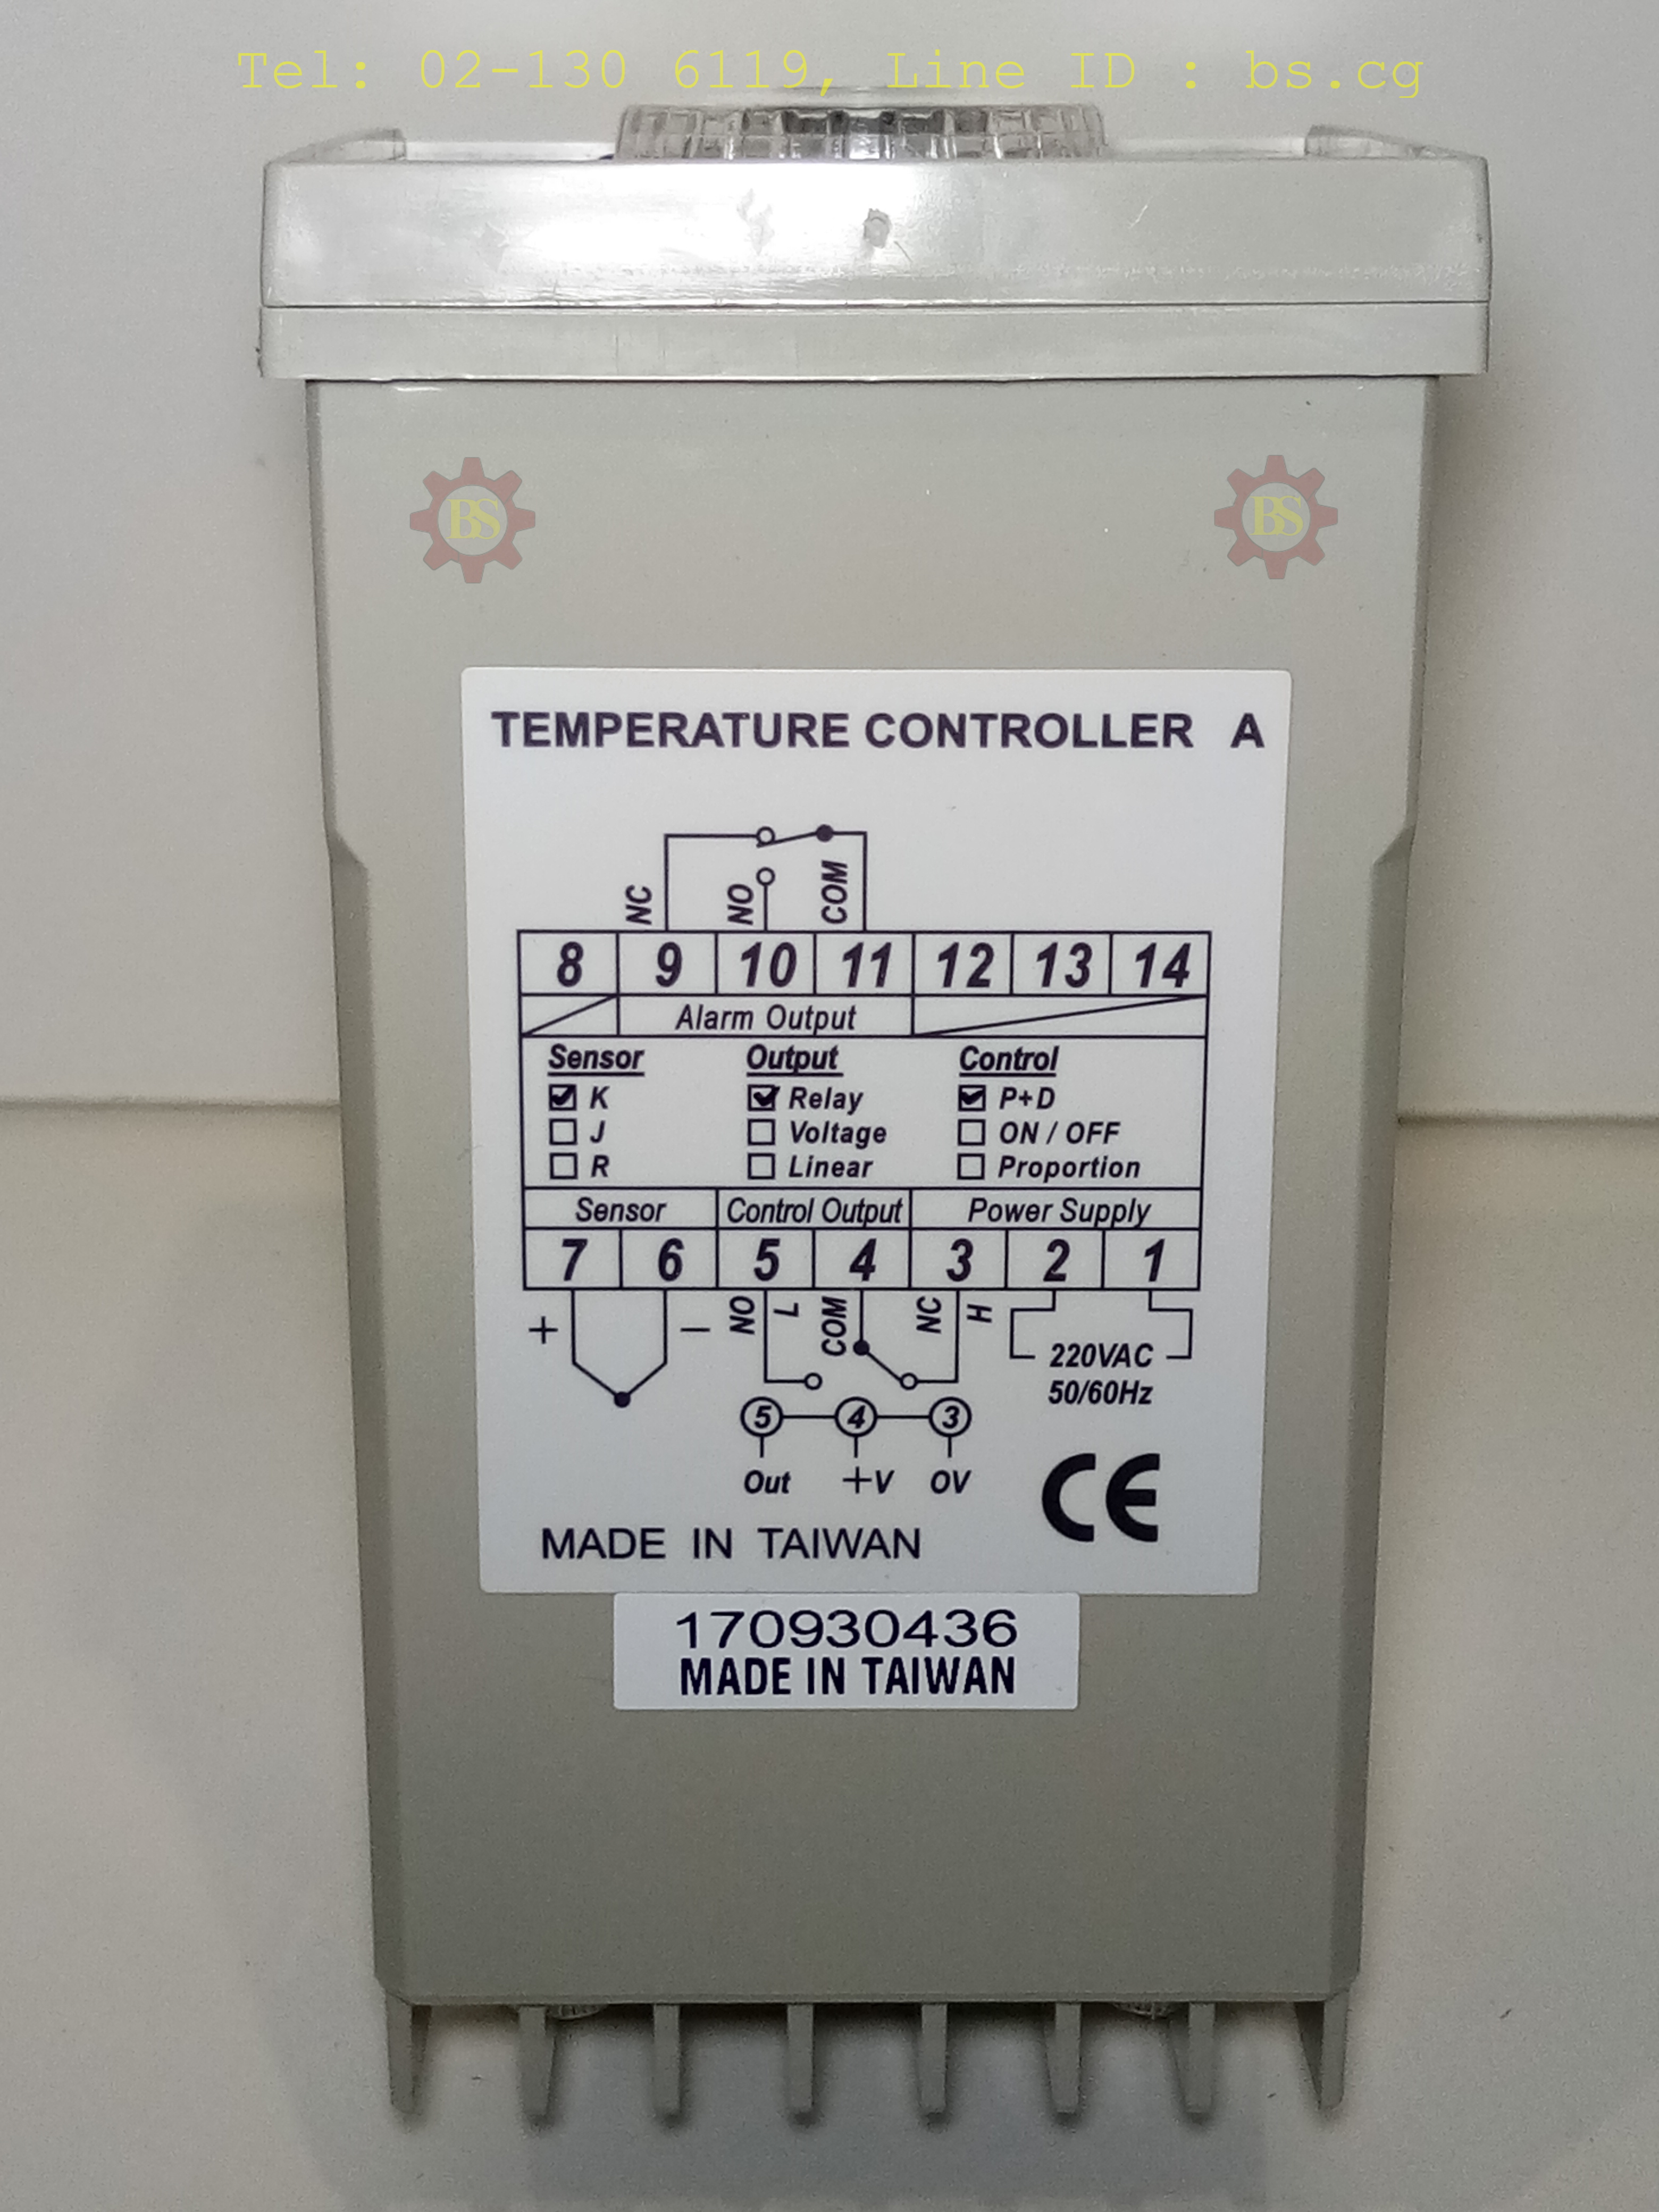 Tel: 02-130 6119, Line ID : bs.cg
BS BS
TEMPERATURE CONTROLLER A
NC NO COM
8 9 10 11 12 13 14
Alarm Output
Sensor Output Control
K Relay P+D
J Voltage ON / OFF
R Linear Proportion
Sensor Control Output Power Supply
7 6 5 4 3 2 1
+ — NO L COM NC H
220VAC
50/60Hz
5 4 3
Out +V OV
CE
MADE IN TAIWAN
170930436
MADE IN TAIWAN